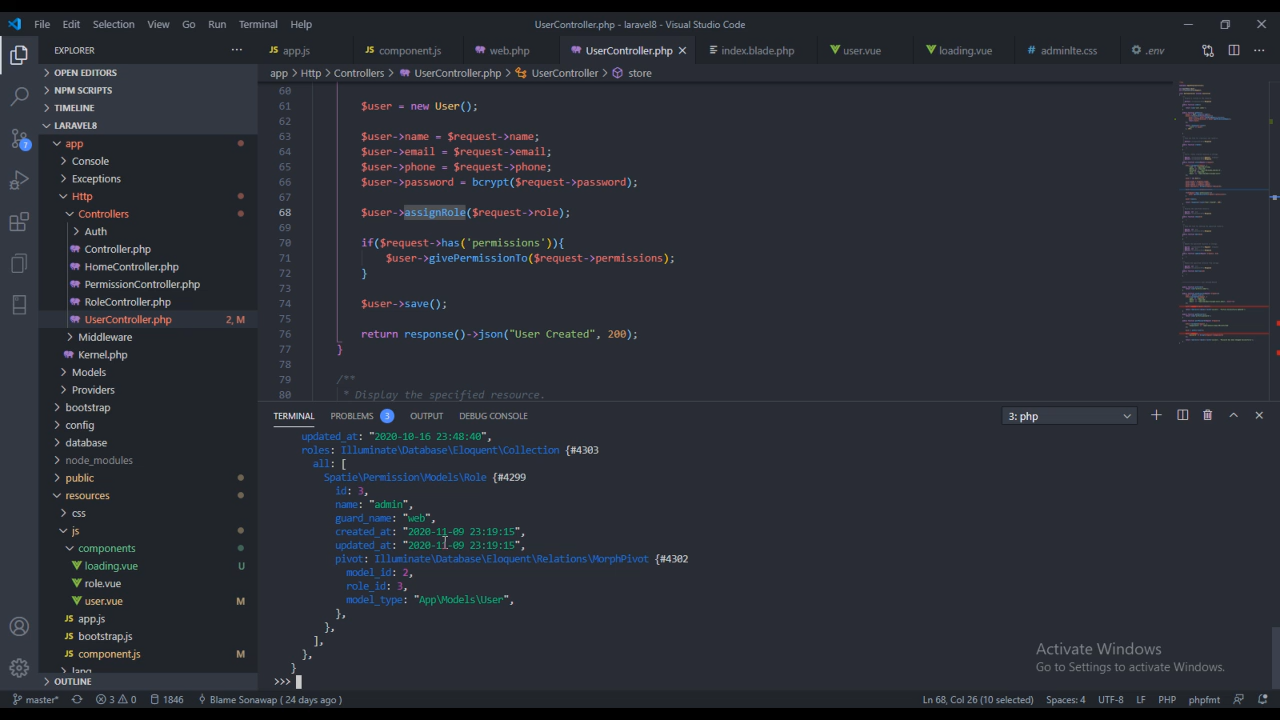 File Edit Selection View Go Run Terminal Help
UserController.php - laravel8 - Visual Studio Code
EXPLORER
app.js component.js web.php UserController.php index.blade.php user.vue loading.vue adminlte.css .env
app > Http > Controllers > UserController.php > UserController > store
OPEN EDITORS
NPM SCRIPTS
TIMELINE
LARAVEL8
app
Console
Exceptions
Http
Controllers
Auth
Controller.php
HomeController.php
PermissionController.php
RoleController.php
UserController.php 2, M
Middleware
Kernel.php
Models
Providers
bootstrap
config
database
node_modules
public
resources
css
js
components
loading.vue U
role.vue
user.vue M
app.js
bootstrap.js
component.js M
lang
OUTLINE
7
60
61 $user = new User();
62
63 $user->name = $request->name;
64 $user->email = $request->email;
65 $user->phone = $request->phone;
66 $user->password = bcrypt($request->password);
67
68 $user->assignRole($request->role);
69
70 if($request->has('permissions')){
71 $user->givePermissionTo($request->permissions);
72 }
73
74 $user->save();
75
76 return response()->json("User Created", 200);
77 }
78
79 /**
80 * Display the specified resource.
TERMINAL PROBLEMS 3 OUTPUT DEBUG CONSOLE 3: php
updated_at: "2020-10-16 23:48:40",
roles: Illuminate\Database\Eloquent\Collection {#4303
all: [
Spatie\Permission\Models\Role {#4299
id: 3,
name: "admin",
guard_name: "web",
created_at: "2020-11-09 23:19:15",
updated_at: "2020-11-09 23:19:15",
pivot: Illuminate\Database\Eloquent\Relations\MorphPivot {#4302
model_id: 2,
role_id: 3,
model_type: "App\Models\User",
},
},
],
},
}
>>>
Activate Windows
Go to Settings to activate Windows.
master* 3 0 1846 Blame Sonawap ( 24 days ago ) Ln 68, Col 26 (10 selected) Spaces: 4 UTF-8 LF PHP phpfmt